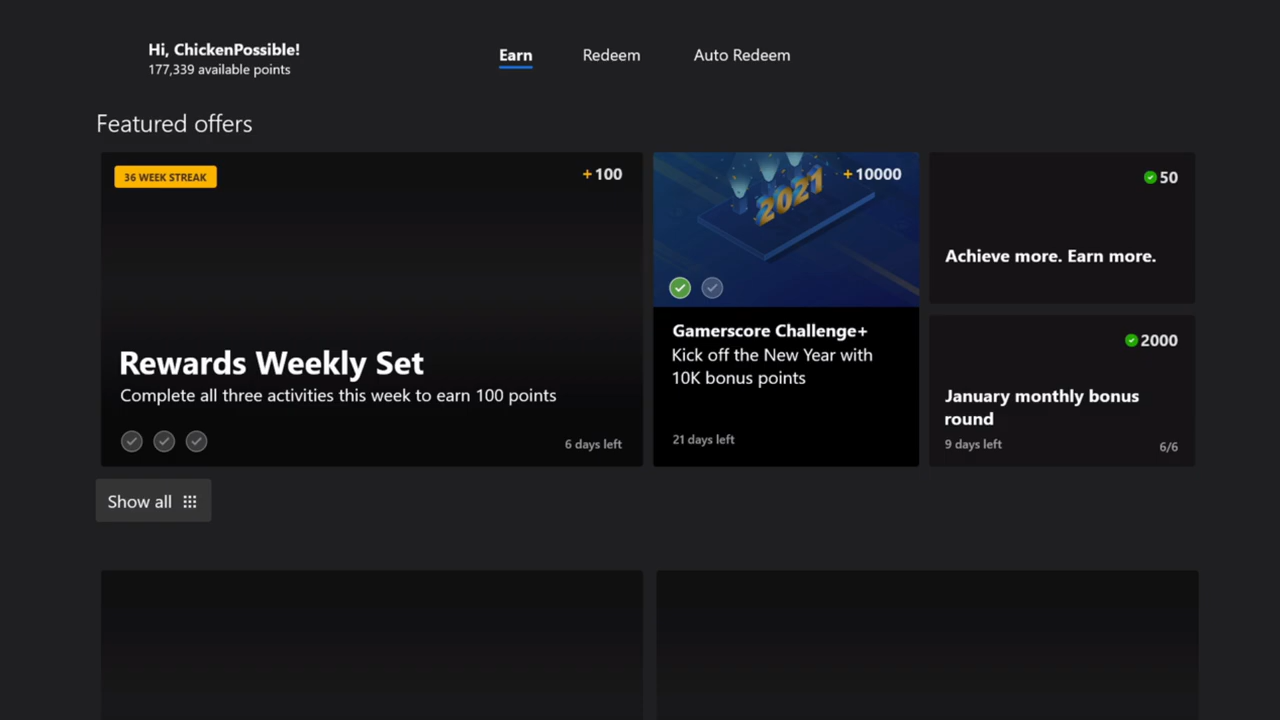 Hi, ChickenPossible!
177,339 available points
Earn
Redeem
Auto Redeem
Featured offers
36 WEEK STREAK
+100
Rewards Weekly Set
Complete all three activities this week to earn 100 points
6 days left
2021
+10000
Gamerscore Challenge+
Kick off the New Year with
10K bonus points
21 days left
50
Achieve more. Earn more.
2000
January monthly bonus
round
9 days left
6/6
Show all